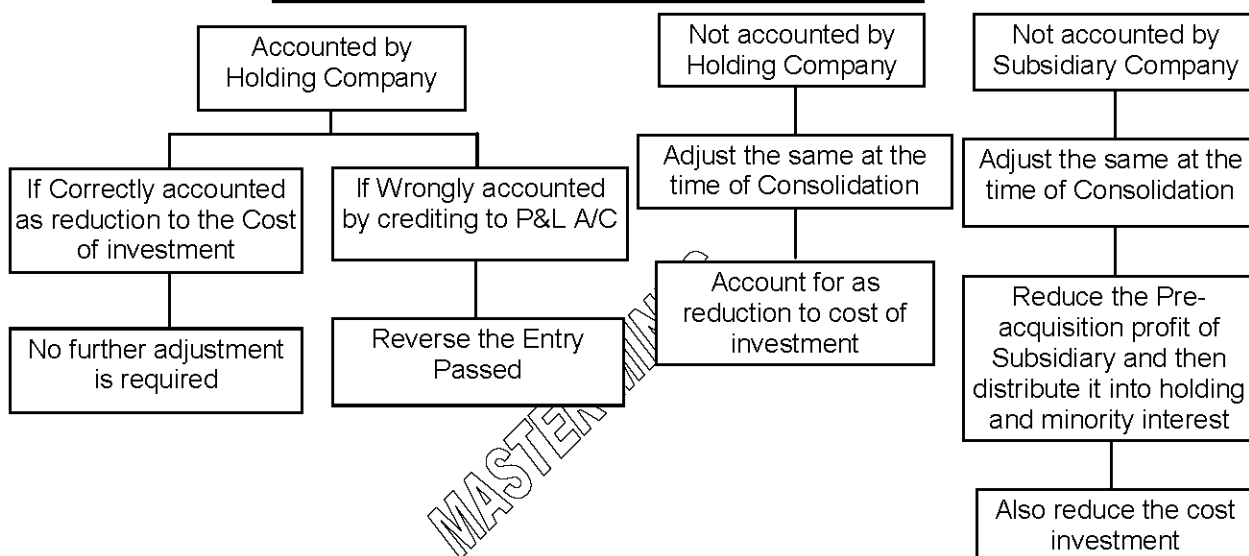 Accounted by
Holding Company
Not accounted by
Holding Company
Not accounted by
Subsidiary Company
If Correctly accounted
as reduction to the Cost
of investment
If Wrongly accounted
by crediting to P&L A/C
Adjust the same at the
time of Consolidation
Adjust the same at the
time of Consolidation
No further adjustment
is required
Reverse the Entry
Passed
Account for as
reduction to cost of
investment
Reduce the Pre-
acquisition profit of
Subsidiary and then
distribute it into holding
and minority interest
Also reduce the cost
investment